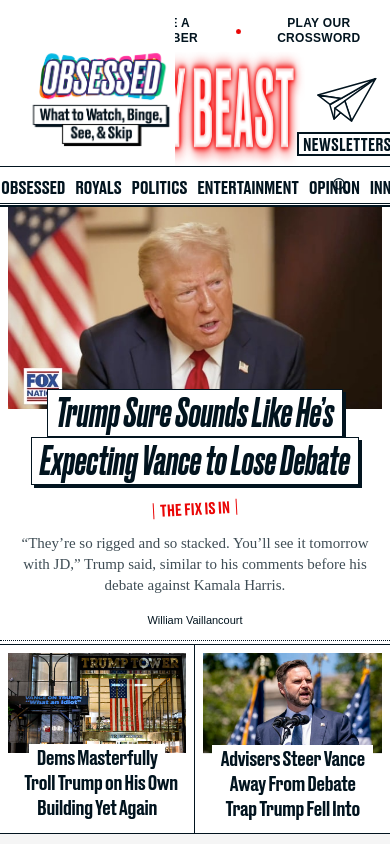 E A
BER
PLAY OUR
CROSSWORD
OBSESSED
What to Watch, Binge,
See, & Skip
Y BEAST
NEWSLETTERS
OBSESSED ROYALS POLITICS ENTERTAINMENT OPINION INN
FOX
NATIO
Trump Sure Sounds Like He's
Expecting Vance to Lose Debate
THE FIX IS IN
“They’re so rigged and so stacked. You’ll see it tomorrow
with JD,” Trump said, similar to his comments before his
debate against Kamala Harris.
William Vaillancourt
TRUMP TOWER
VANCE ON TRUMP:
"What an Idiot"
Dems Masterfully
Troll Trump on His Own
Building Yet Again
Advisers Steer Vance
Away From Debate
Trap Trump Fell Into